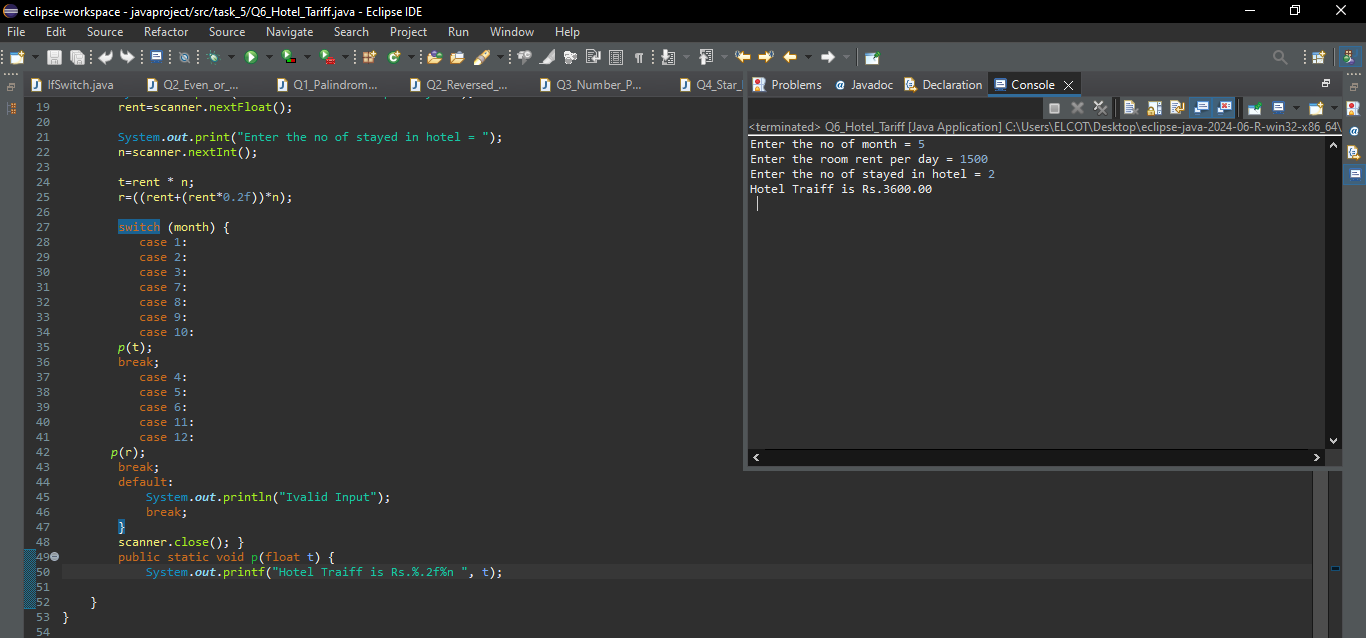 eclipse-workspace - javaproject/src/task_5/Q6_Hotel_Tariff.java - Eclipse IDE
File Edit Source Refactor Source Navigate Search Project Run Window Help
IfSwitch.java Q2_Even_or_... Q1_Palindrom... Q2_Reversed_... Q3_Number_P... Q4_Star_
19 rent=scanner.nextFloat();
20
21 System.out.print("Enter the no of stayed in hotel = ");
22 n=scanner.nextInt();
23
24 t=rent * n;
25 r=((rent+(rent*0.2f))*n);
26
27 switch (month) {
28 case 1:
29 case 2:
30 case 3:
31 case 7:
32 case 8:
33 case 9:
34 case 10:
35 p(t);
36 break;
37 case 4:
38 case 5:
39 case 6:
40 case 11:
41 case 12:
42 p(r);
43 break;
44 default:
45 System.out.println("Ivalid Input");
46 break;
47 }
48 scanner.close(); }
49 public static void p(float t) {
50 System.out.printf("Hotel Traiff is Rs.%.2f%n ", t);
51
52 }
53 }
54
Problems Javadoc Declaration Console
<terminated> Q6_Hotel_Tariff [Java Application] C:\Users\ELCOT\Desktop\eclipse-java-2024-06-R-win32-x86_64\
Enter the no of month = 5
Enter the room rent per day = 1500
Enter the no of stayed in hotel = 2
Hotel Traiff is Rs.3600.00